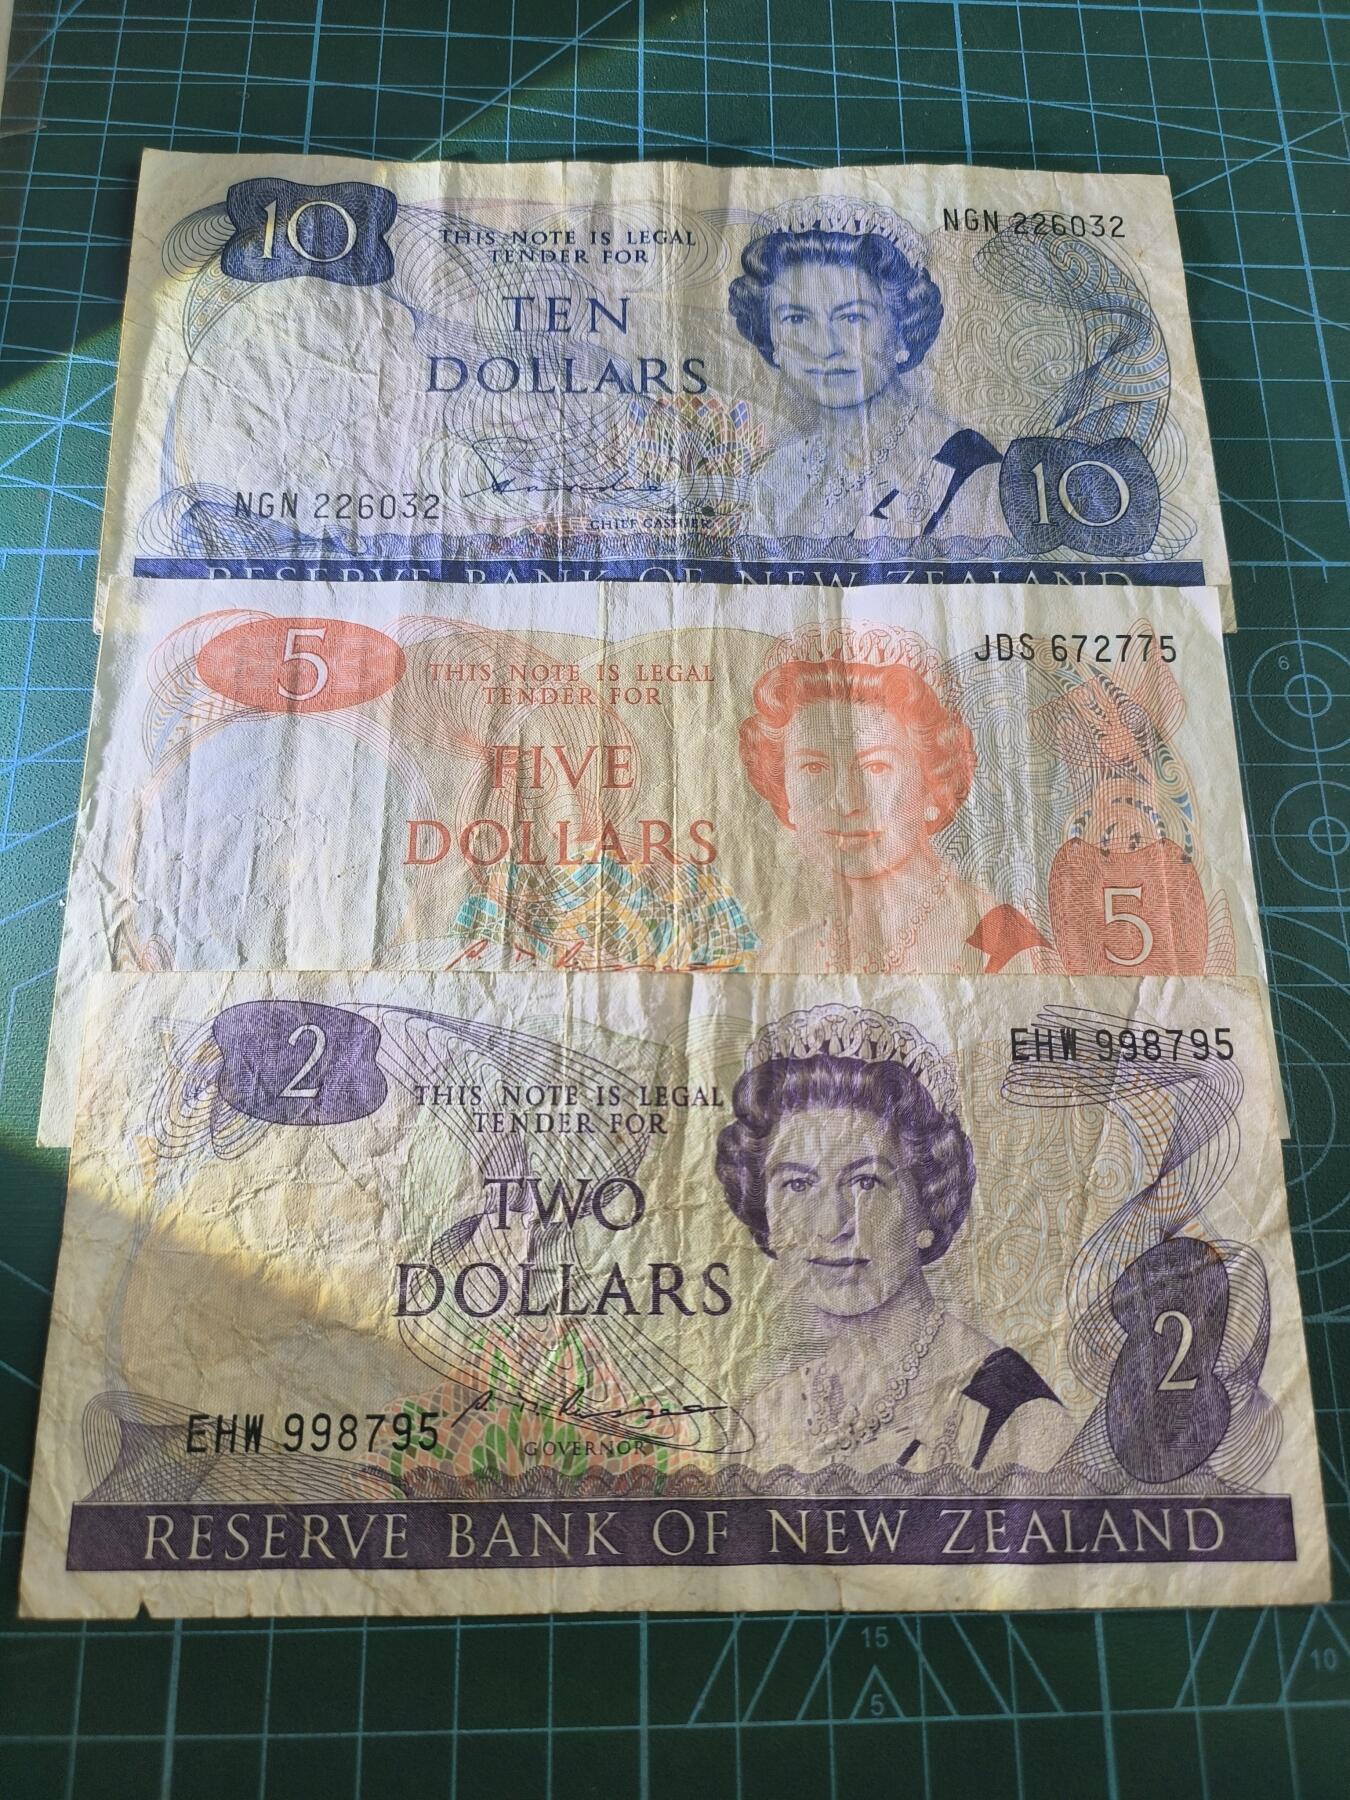 10
THIS NOTE IS LEGAL
TENDER FOR
NGN 226032
TEN
DOLLARS
NGN 226032
CHIEF CASHIER
10
RESERVE BANK OF NEW ZEALAND
5
THIS NOTE IS LEGAL
TENDER FOR
JDS 672775
FIVE
DOLLARS
5
6
2
THIS NOTE IS LEGAL
TENDER FOR
EHW 998795
TWO
DOLLARS
2
EHW 998795
GOVERNOR
RESERVE BANK OF NEW ZEALAND
15
10
5